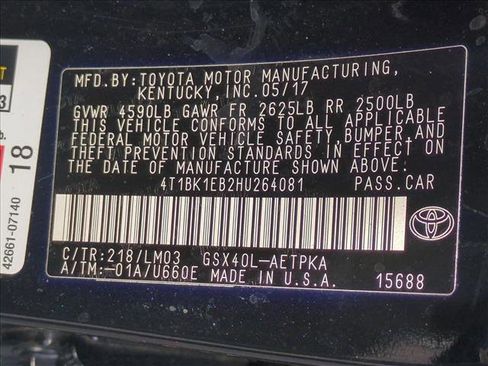 MFD.BY:TOYOTA MOTOR MANUFACTURING,
KENTUCKY, INC.05/17
GVWR 4590LB GAWR FR 2625LB RR 2500LB
THIS VEHICLE CONFORMS TO ALL APPLICABLE
FEDERAL MOTOR VEHICLE SAFETY, BUMPER, AND
THEFT PREVENTION STANDARDS IN EFFECT ON
THE DATE OF MANUFACTURE SHOWN ABOVE.
4T1BK1EB2HU264081 PASS.CAR
C/TR:218/LM03 GSX40L-AETPKA
A/TM:-01A/U660E MADE IN U.S.A.
15688
TOYOTA
42661-07140
18